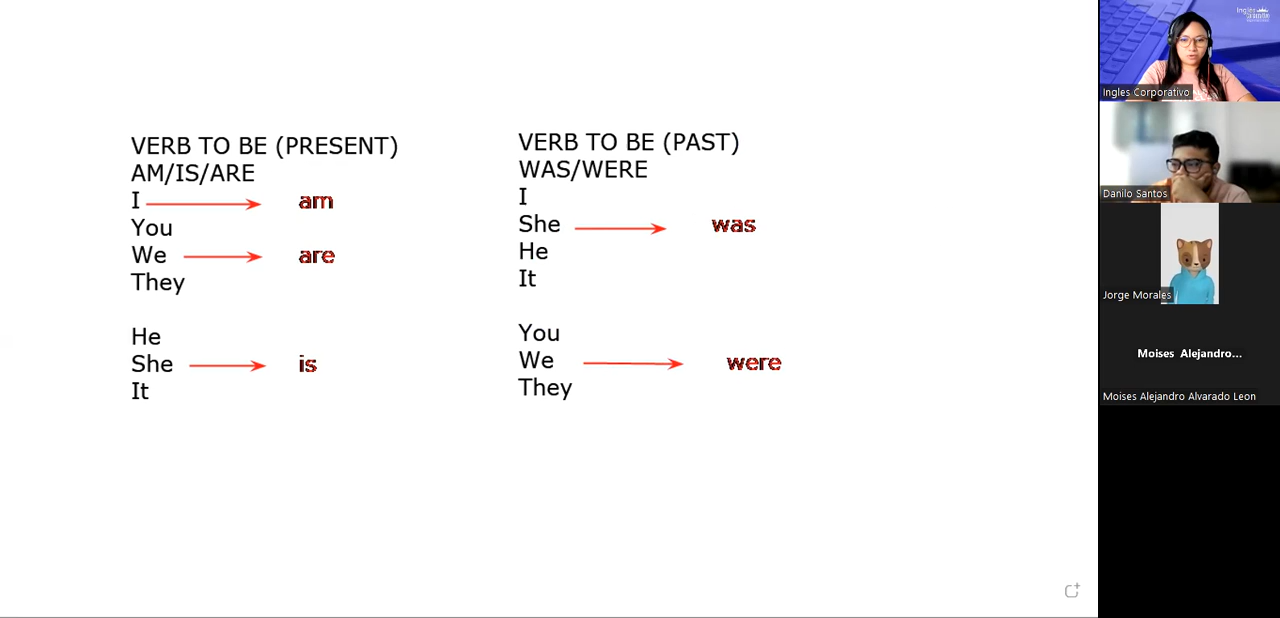 VERB TO BE (PRESENT)
AM/IS/ARE
I am
You
We are
They
He
She is
It
VERB TO BE (PAST)
WAS/WERE
I
She was
He
It
You
We were
They
Ingles Corporativo
Danilo Santos
Jorge Morales
Moises Alejandro...
Moises Alejandro Alvarado Leon